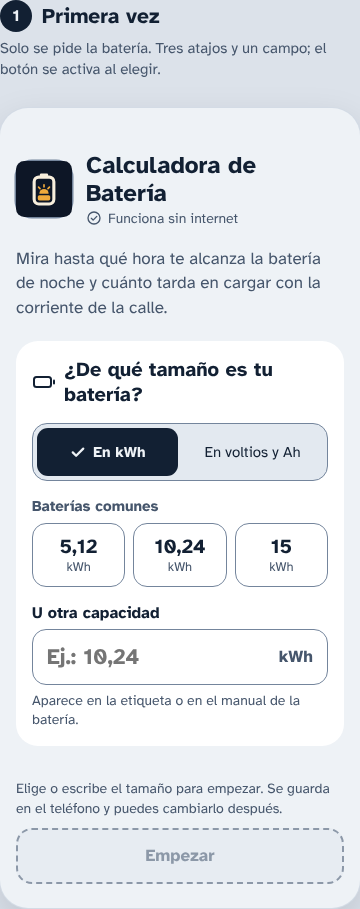 1 Primera vez
Solo se pide la batería. Tres atajos y un campo; el
botón se activa al elegir.
Calculadora de
Batería
Funciona sin internet
Mira hasta qué hora te alcanza la batería
de noche y cuánto tarda en cargar con la
corriente de la calle.
¿De qué tamaño es tu
batería?
En kWh En voltios y Ah
Baterías comunes
5,12 10,24 15
kWh kWh kWh
U otra capacidad
Ej.: 10,24 kWh
Aparece en la etiqueta o en el manual de la
batería.
Elige o escribe el tamaño para empezar. Se guarda
en el teléfono y puedes cambiarlo después.
Empezar